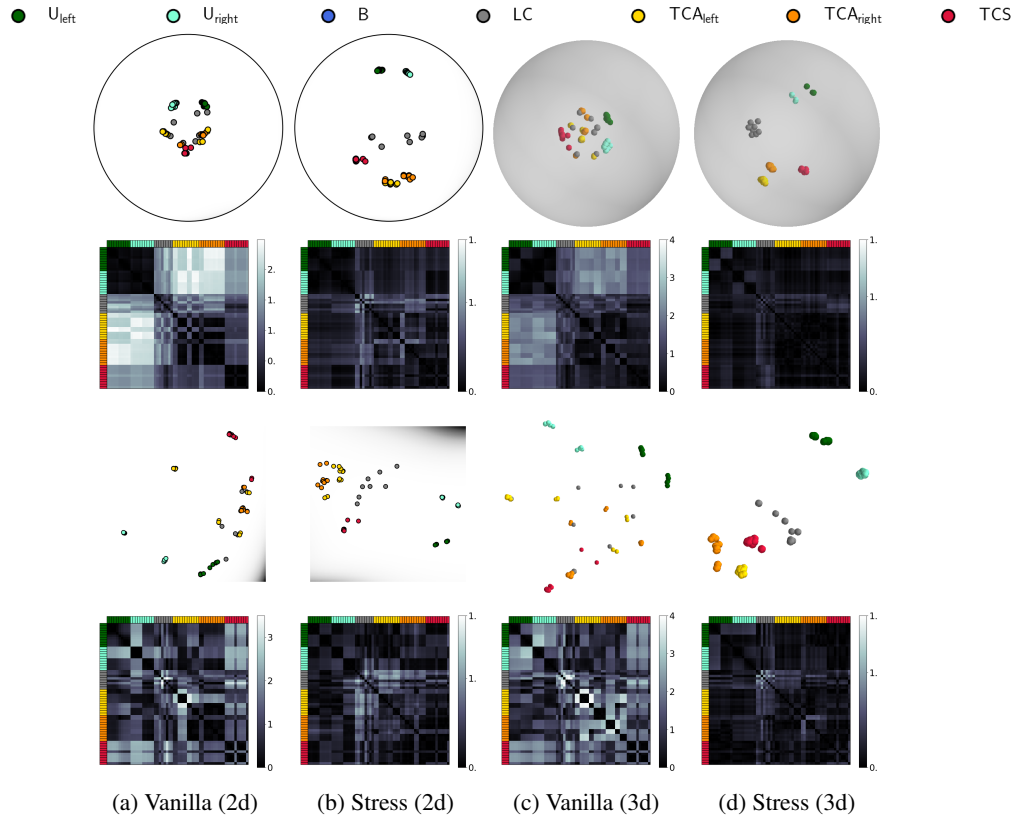 U_left U_right B LC TCA_left TCA_right TCS
2. 1. 1. 0.
1. 1. 0.
4 3 2 1 0
1. 1. 0.
3 2 1 0
1. 1. 0.
4 3 2 1 0
1. 1. 0.
(a) Vanilla (2d) (b) Stress (2d) (c) Vanilla (3d) (d) Stress (3d)